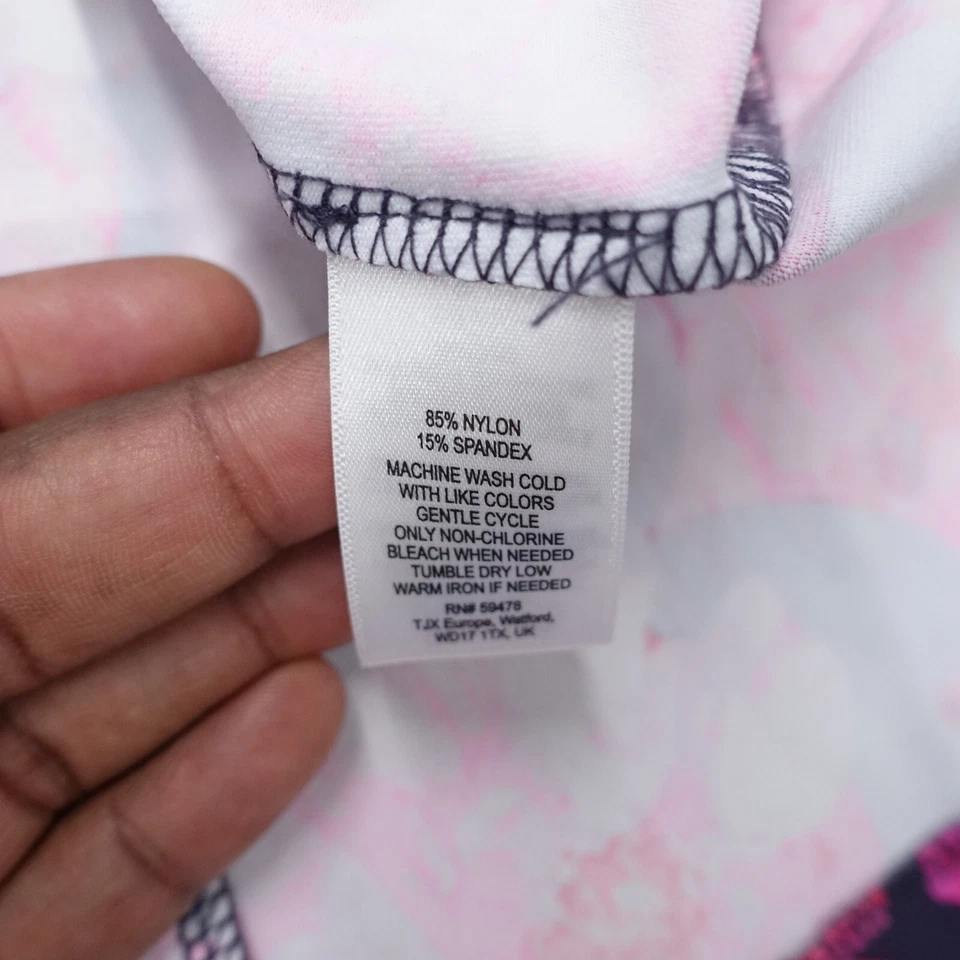 85% NYLON
15% SPANDEX
MACHINE WASH COLD
WITH LIKE COLORS
GENTLE CYCLE
ONLY NON-CHLORINE
BLEACH WHEN NEEDED
TUMBLE DRY LOW
WARM IRON IF NEEDED
RN# 59478
TJX Europe, Watford,
WD17 1TX, UK